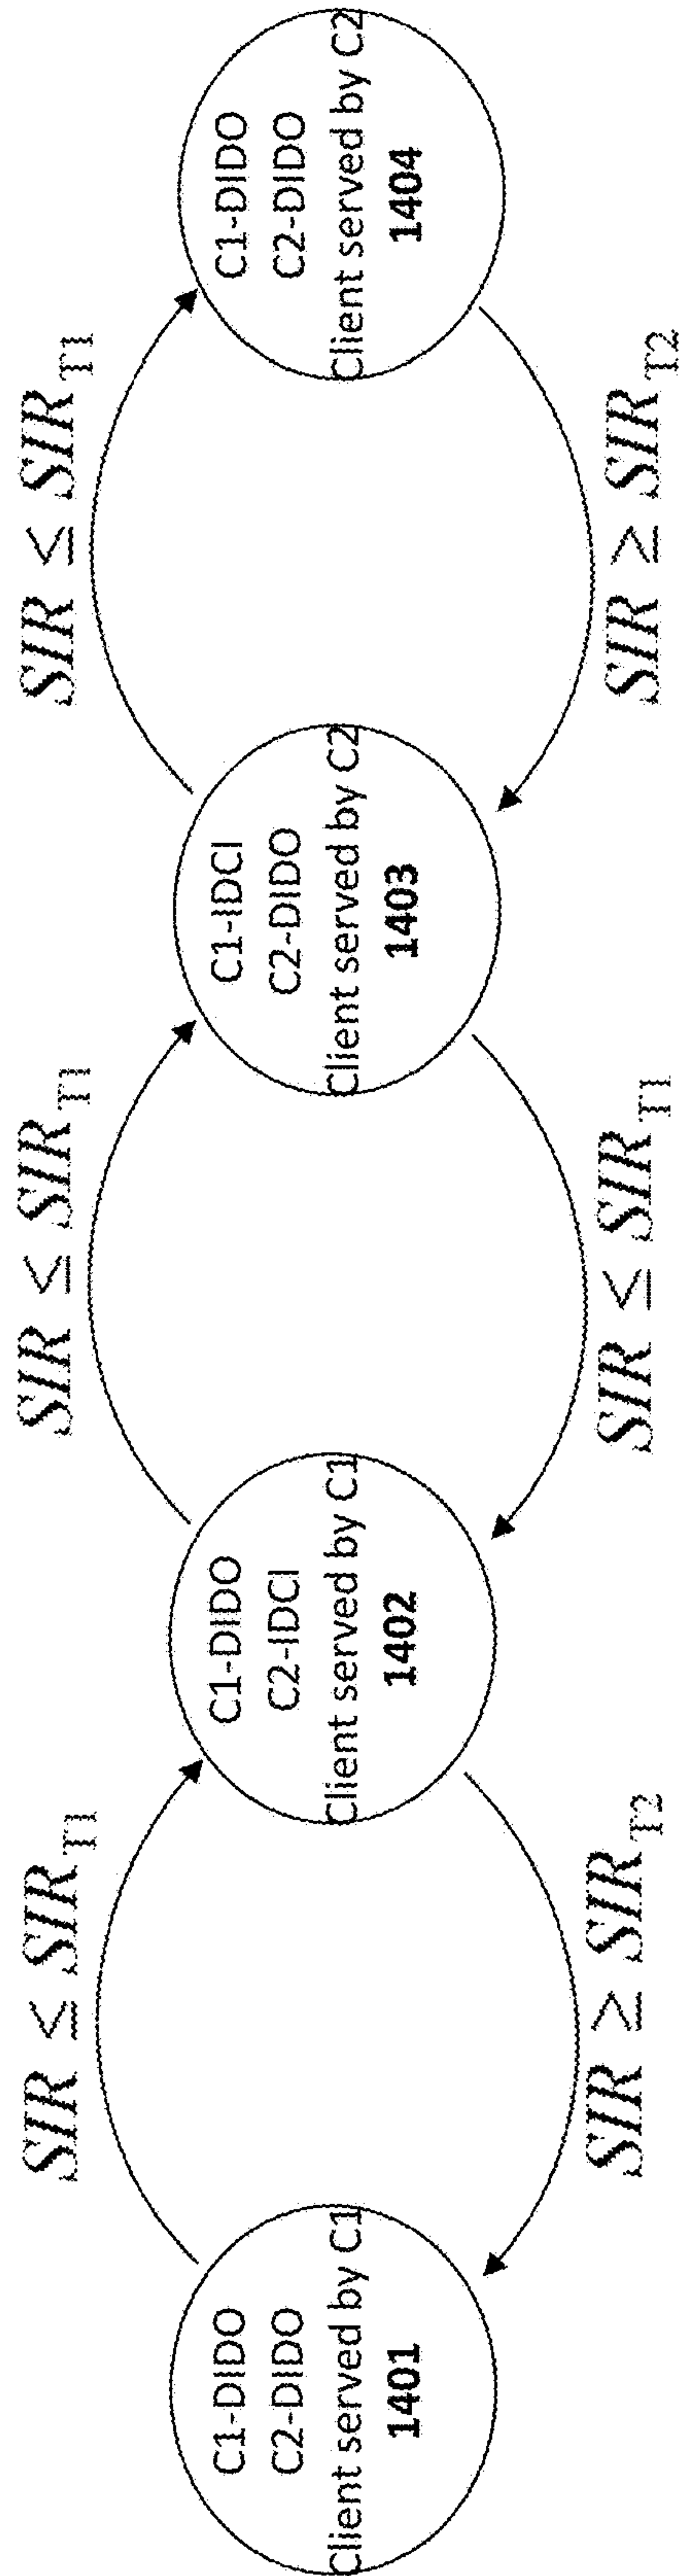 SIR ≤ SIR_T1
SIR ≤ SIR_T1
SIR ≤ SIR_T1
C1-DIDO
C2-DIDO
Client served by C1
1401
C1-DIDO
C2-IDCI
Client served by C1
1402
C1-IDCI
C2-DIDO
Client served by C2
1403
C1-DIDO
C2-DIDO
Client served by C2
1404
SIR ≥ SIR_T2
SIR ≤ SIR_T1
SIR ≥ SIR_T2